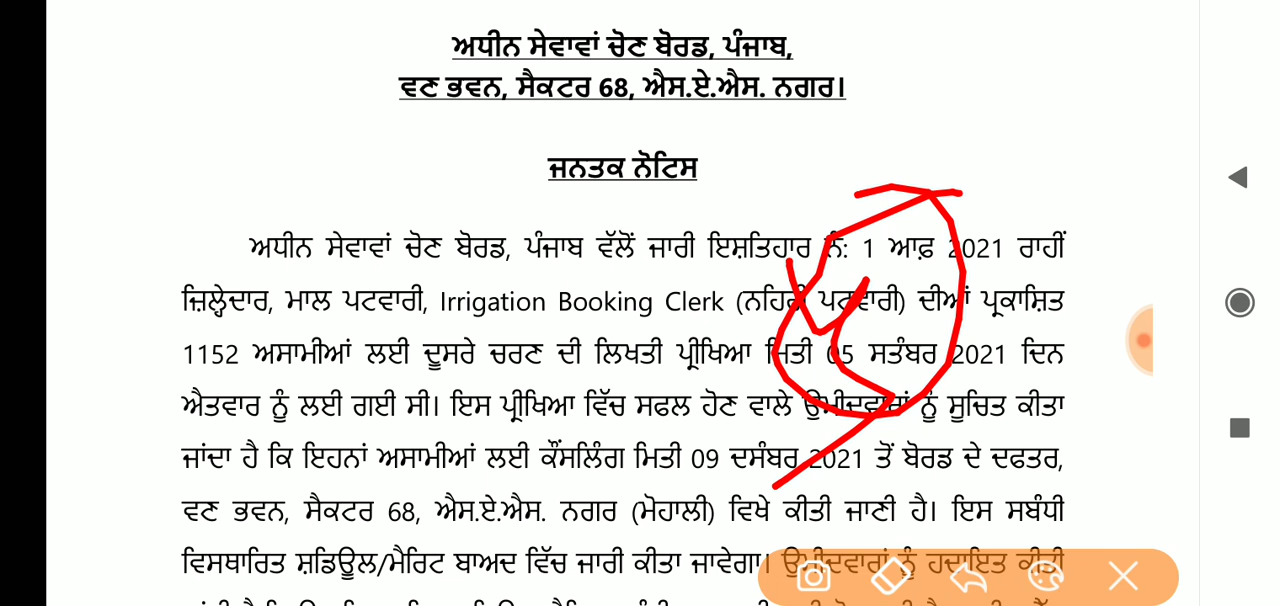 ਅਧੀਨ ਸੇਵਾਵਾਂ ਚੋਣ ਬੋਰਡ, ਪੰਜਾਬ,
ਵਣ ਭਵਨ, ਸੈਕਟਰ 68, ਐਸ.ਏ.ਐਸ. ਨਗਰ।
ਜਨਤਕ ਨੋਟਿਸ
ਅਧੀਨ ਸੇਵਾਵਾਂ ਚੋਣ ਬੋਰਡ, ਪੰਜਾਬ ਵੱਲੋਂ ਜਾਰੀ ਇਸ਼ਤਿਹਾਰ ਨੰ: 1 ਆਫ਼ 2021 ਰਾਹੀਂ
ਜ਼ਿਲ੍ਹੇਦਾਰ, ਮਾਲ ਪਟਵਾਰੀ, Irrigation Booking Clerk (ਨਹਿਰੀ ਪਟਵਾਰੀ) ਦੀਆਂ ਪ੍ਰਕਾਸ਼ਿਤ
1152 ਅਸਾਮੀਆਂ ਲਈ ਦੂਸਰੇ ਚਰਣ ਦੀ ਲਿਖਤੀ ਪ੍ਰੀਖਿਆ ਮਿਤੀ 05 ਸਤੰਬਰ 2021 ਦਿਨ
ਐਤਵਾਰ ਨੂੰ ਲਈ ਗਈ ਸੀ। ਇਸ ਪ੍ਰੀਖਿਆ ਵਿੱਚ ਸਫਲ ਹੋਣ ਵਾਲੇ ਉਮੀਦਵਾਰਾਂ ਨੂੰ ਸੂਚਿਤ ਕੀਤਾ
ਜਾਂਦਾ ਹੈ ਕਿ ਇਹਨਾਂ ਅਸਾਮੀਆਂ ਲਈ ਕੌਂਸਲਿੰਗ ਮਿਤੀ 09 ਦਸੰਬਰ 2021 ਤੋਂ ਬੋਰਡ ਦੇ ਦਫਤਰ,
ਵਣ ਭਵਨ, ਸੈਕਟਰ 68, ਐਸ.ਏ.ਐਸ. ਨਗਰ (ਮੋਹਾਲੀ) ਵਿਖੇ ਕੀਤੀ ਜਾਣੀ ਹੈ। ਇਸ ਸਬੰਧੀ
ਵਿਸਥਾਰਿਤ ਸ਼ਡਿਊਲ/ਮੈਰਿਟ ਬਾਅਦ ਵਿੱਚ ਜਾਰੀ ਕੀਤਾ ਜਾਵੇਗਾ। ਉਮੀਦਵਾਰਾਂ ਨੂੰ ਹਦਾਇਤ ਕੀਤੀ